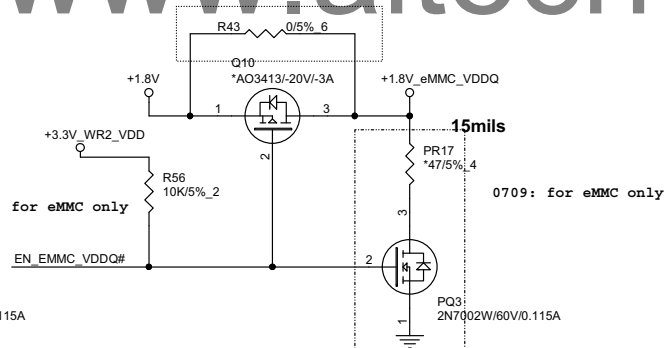 www.aitech
R43 0/5%_6
Q10
*AO3413/-20V/-3A
+1.8V
+1.8V_eMMC_VDDQ
1
3
2
15mils
+3.3V_WR2_VDD
PR17
*47/5%_4
R56
10K/5%_2
for eMMC only
0709: for eMMC only
3
EN_EMMC_VDDQ#
2
1
PQ3
2N7002W/60V/0.115A
115A